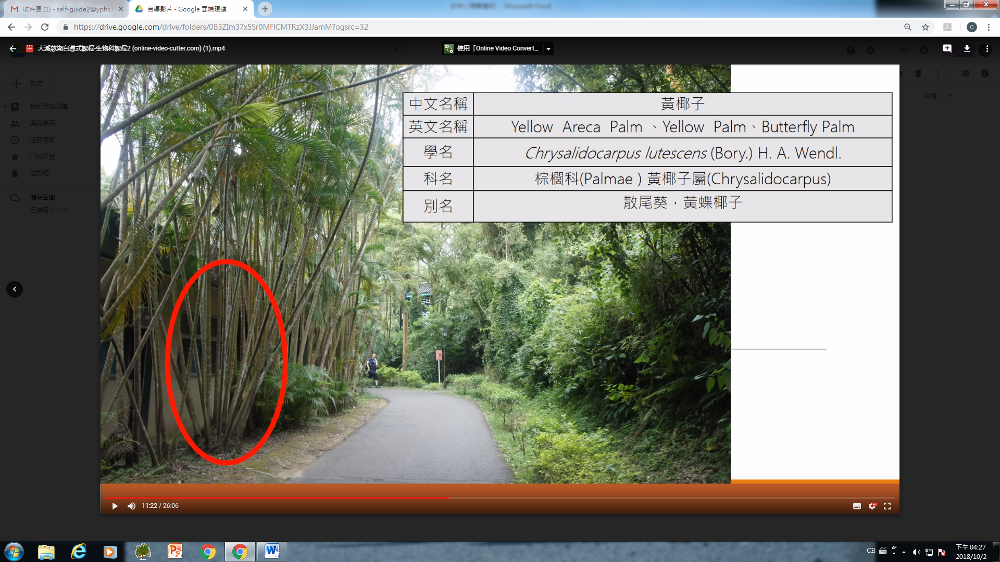 收件匣 (1) - self-guide2@yphs.t
自導影片 - Google 雲端硬碟
https://drive.google.com/drive/folders/0B3ZIm37x5Sr0MFlCMTRzX3JJamM?ogsrc=32
C
大溪慈湖自導式課程-生物科課程2 (online-video-cutter.com) (1).mp4
使用「Online Video Convert...
新增
我的雲端硬碟
與我共用
近期存取
已加星號
垃圾桶
儲存空間
已使用 3.3 GB
名稱
中文名稱 黃椰子
英文名稱 Yellow Areca Palm 、Yellow Palm、Butterfly Palm
學名 Chrysalidocarpus lutescens (Bory.) H. A. Wendl.
科名 棕櫚科(Palmae ) 黃椰子屬(Chrysalidocarpus)
別名 散尾葵，黃蝶椰子
11:22 / 26:06
CH
下午 04:27
2018/10/2